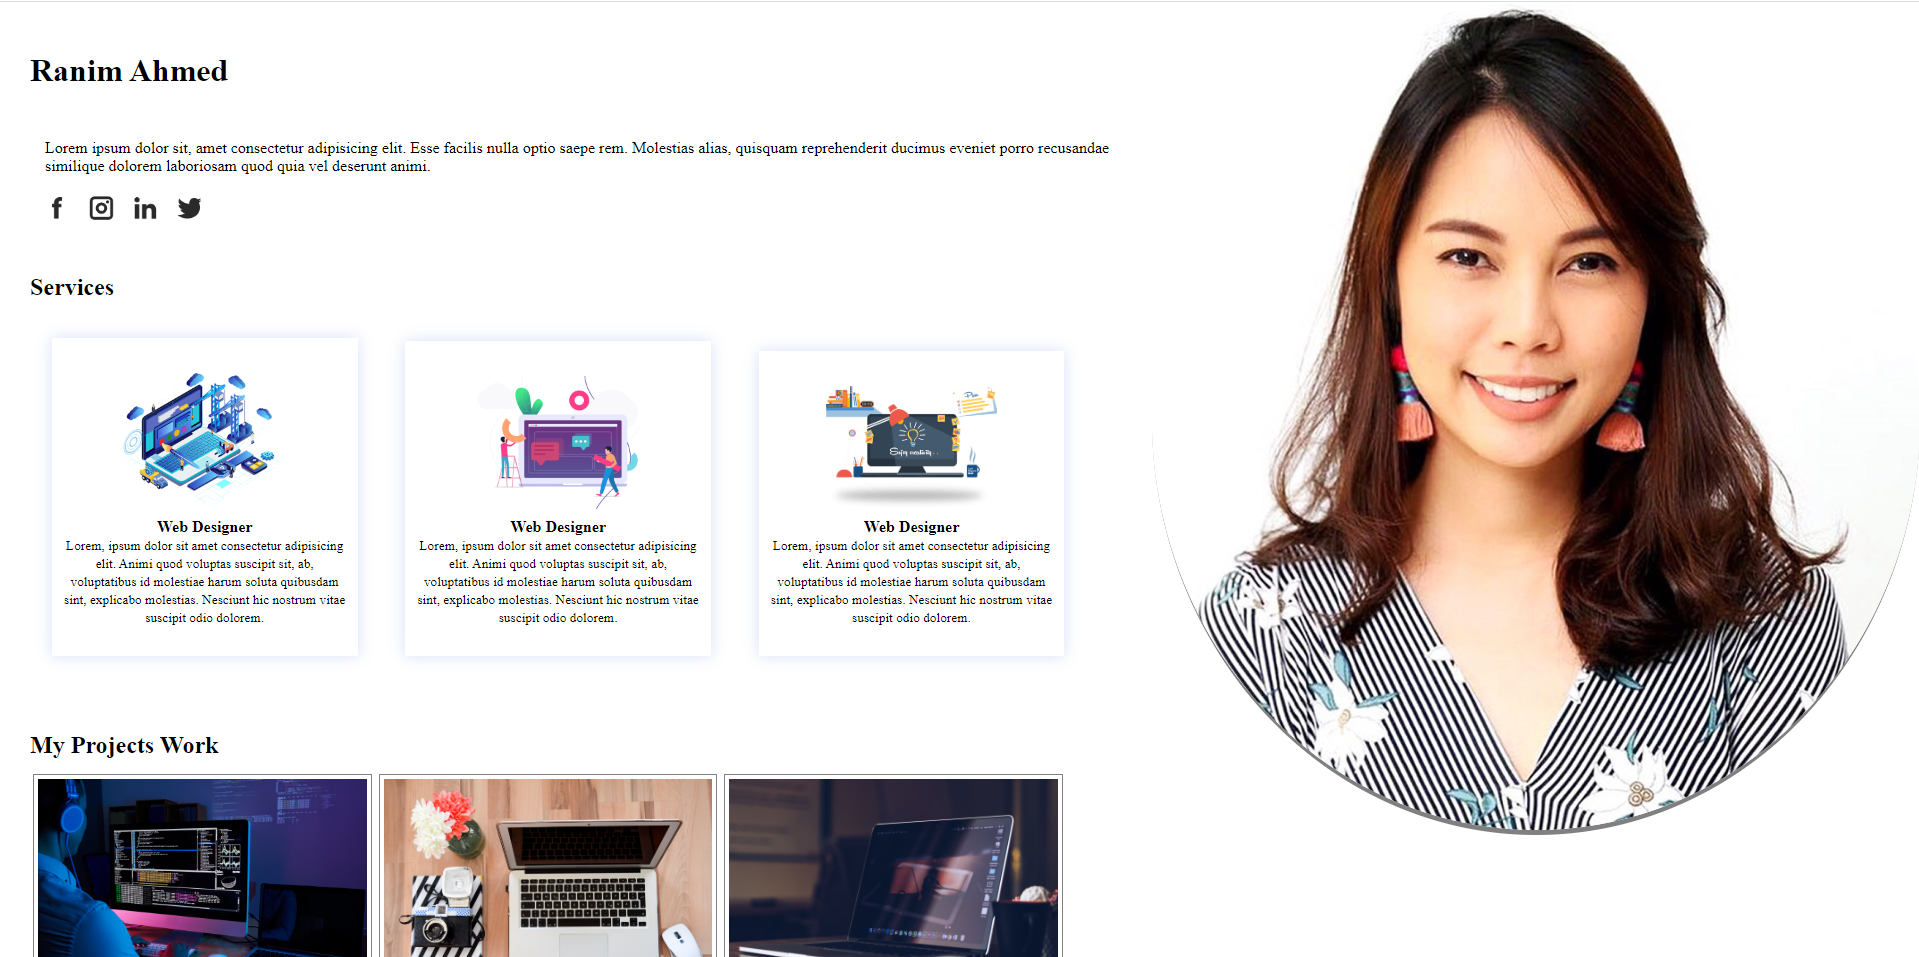 Ranim Ahmed
Lorem ipsum dolor sit, amet consectetur adipisicing elit. Esse facilis nulla optio saepe rem. Molestias alias, quisquam reprehenderit ducimus eveniet porro recusandae
similique dolorem laboriosam quod quia vel deserunt animi.
Services
Web Designer
Lorem, ipsum dolor sit amet consectetur adipisicing
elit. Animi quod voluptas suscipit sit, ab,
voluptatibus id molestiae harum soluta quibusdam
sint, explicabo molestias. Nesciunt hic nostrum vitae
suscipit odio dolorem.
Web Designer
Lorem, ipsum dolor sit amet consectetur adipisicing
elit. Animi quod voluptas suscipit sit, ab,
voluptatibus id molestiae harum soluta quibusdam
sint, explicabo molestias. Nesciunt hic nostrum vitae
suscipit odio dolorem.
Plan
Enjoy creativity..
Web Designer
Lorem, ipsum dolor sit amet consectetur adipisicing
elit. Animi quod voluptas suscipit sit, ab,
voluptatibus id molestiae harum soluta quibusdam
sint, explicabo molestias. Nesciunt hic nostrum vitae
suscipit odio dolorem.
My Projects Work